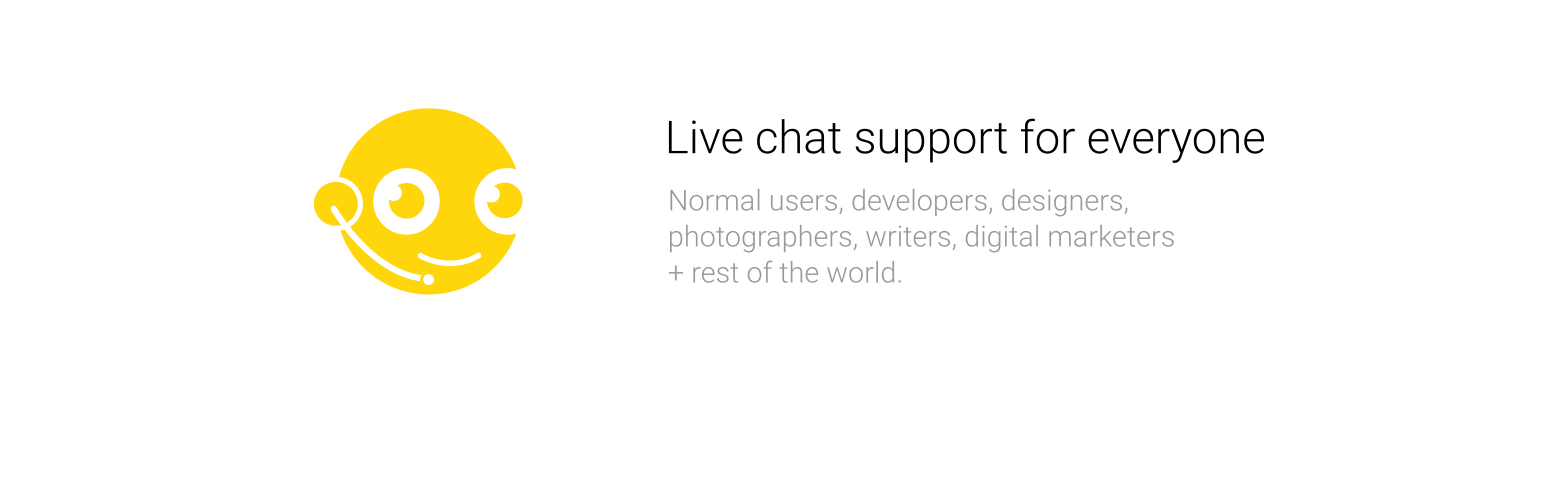 Live chat support for everyone
Normal users, developers, designers,
photographers, writers, digital marketers
+ rest of the world.